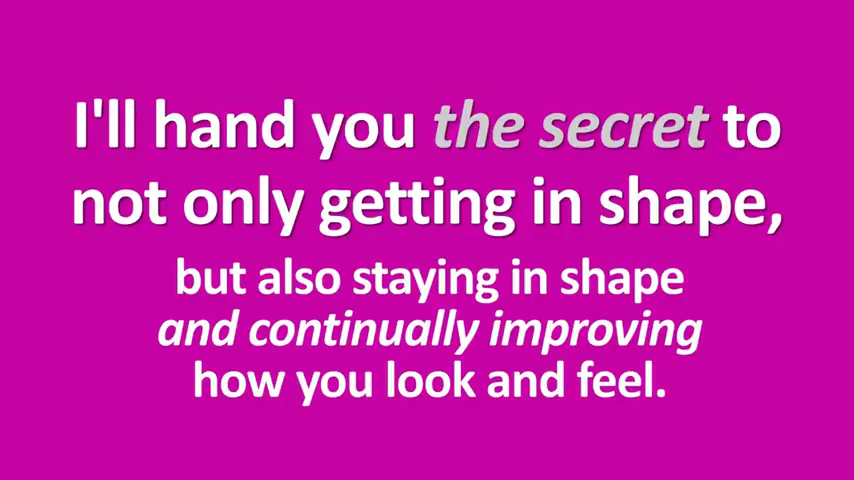 I'll hand you the secret to
not only getting in shape,
but also staying in shape
and continually improving
how you look and feel.